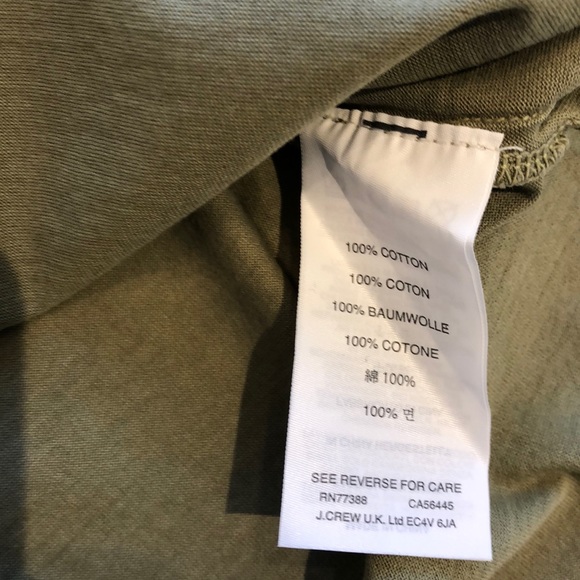 100% COTTON
100% COTON
100% BAUMWOLLE
100% COTONE
綿 100%
100% 면
SEE REVERSE FOR CARE
RN77388 CA56445
J.CREW U.K. Ltd EC4V 6JA